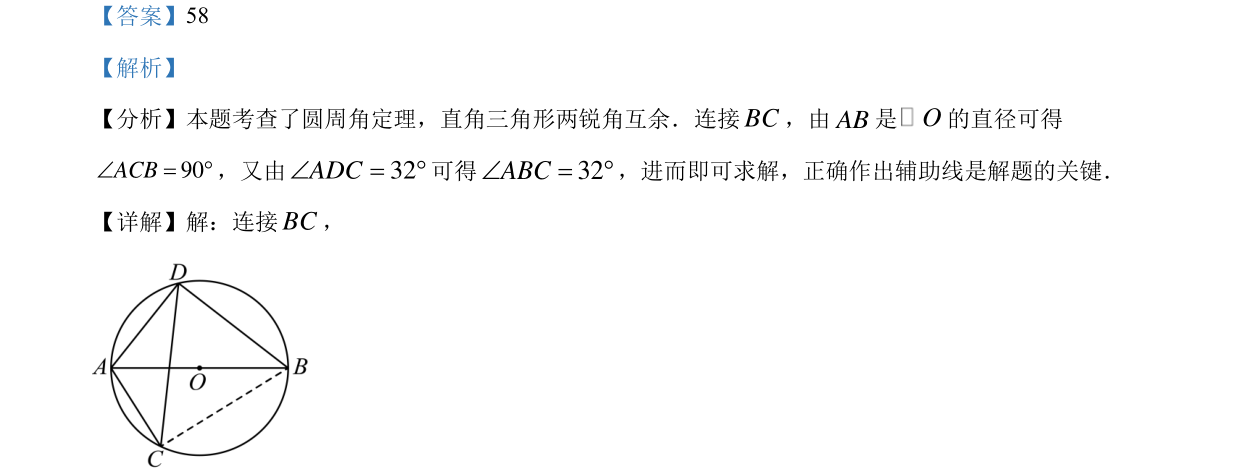 【答案】58
【解析】
【分析】本题考查了圆周角定理，直角三角形两锐角互余．连接BC，由AB是□ O的直径可得
∠ACB = 90°，又由∠ADC = 32°可得∠ABC = 32°，进而即可求解，正确作出辅助线是解题的关键．
【详解】解：连接BC，
D
A
O
B
C